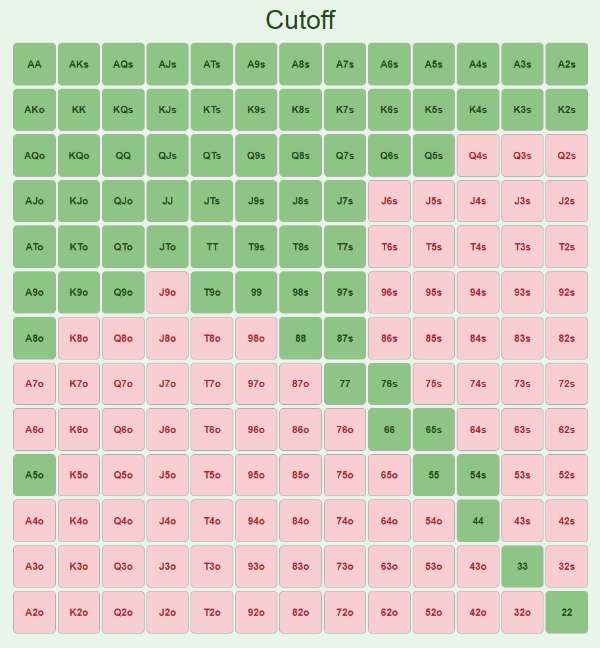 Cutoff
AA AKs AQs AJs ATs A9s A8s A7s A6s A5s A4s A3s A2s
AKo KK KQs KJs KTs K9s K8s K7s K6s K5s K4s K3s K2s
AQo KQo QQ QJs QTs Q9s Q8s Q7s Q6s Q5s Q4s Q3s Q2s
AJo KJo QJo JJ JTs J9s J8s J7s J6s J5s J4s J3s J2s
ATo KTo QTo JTo TT T9s T8s T7s T6s T5s T4s T3s T2s
A9o K9o Q9o J9o T9o 99 98s 97s 96s 95s 94s 93s 92s
A8o K8o Q8o J8o T8o 98o 88 87s 86s 85s 84s 83s 82s
A7o K7o Q7o J7o T7o 97o 87o 77 76s 75s 74s 73s 72s
A6o K6o Q6o J6o T6o 96o 86o 76o 66 65s 64s 63s 62s
A5o K5o Q5o J5o T5o 95o 85o 75o 65o 55 54s 53s 52s
A4o K4o Q4o J4o T4o 94o 84o 74o 64o 54o 44 43s 42s
A3o K3o Q3o J3o T3o 93o 83o 73o 63o 53o 43o 33 32s
A2o K2o Q2o J2o T2o 92o 82o 72o 62o 52o 42o 32o 22